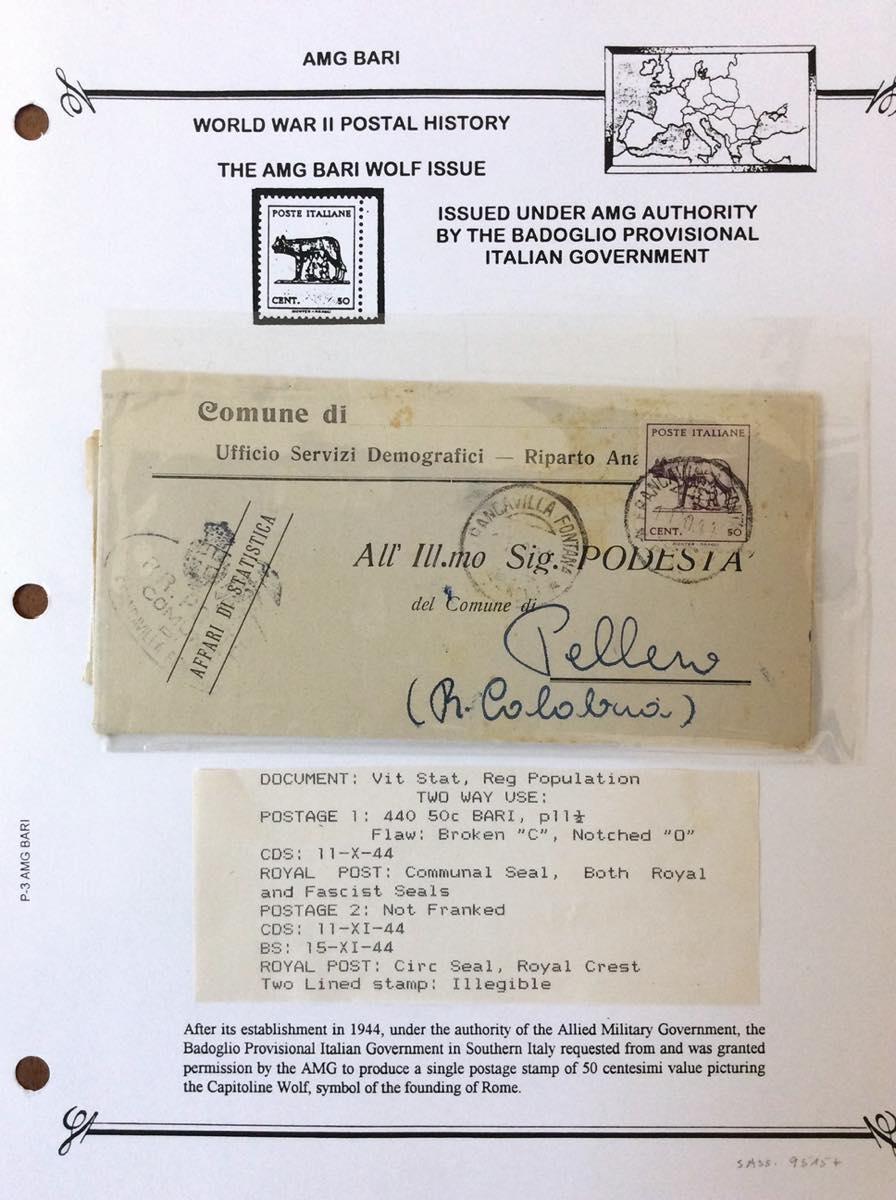 AMG BARI
WORLD WAR II POSTAL HISTORY
THE AMG BARI WOLF ISSUE
POSTE ITALIANE
CENT. 50
ISSUED UNDER AMG AUTHORITY
BY THE BADOGLIO PROVISIONAL
ITALIAN GOVERNMENT
Comune di
Ufficio Servizi Demografici — Riparto Ana
POSTE ITALIANE
CENT. 50
FRANCAVILLA FONT
ANCAVILLA FONTANA
AFFARI DI STATISTICA
All' Ill.mo Sig. PODESTA'
del Comune di
Pellero
(R. Calabria)
DOCUMENT: Vit Stat, Reg Population
TWO WAY USE:
POSTAGE 1: 440 50c BARI, p11½
Flaw: Broken "C", Notched "O"
CDS: 11-X-44
ROYAL POST: Communal Seal, Both Royal
and Fascist Seals
POSTAGE 2: Not Franked
CDS: 11-XI-44
BS: 15-XI-44
ROYAL POST: Circ Seal, Royal Crest
Two Lined stamp: Illegible
P-3 AMG BARI
After its establishment in 1944, under the authority of the Allied Military Government, the
Badoglio Provisional Italian Government in Southern Italy requested from and was granted
permission by the AMG to produce a single postage stamp of 50 centesimi value picturing
the Capitoline Wolf, symbol of the founding of Rome.
SASS. 9515+